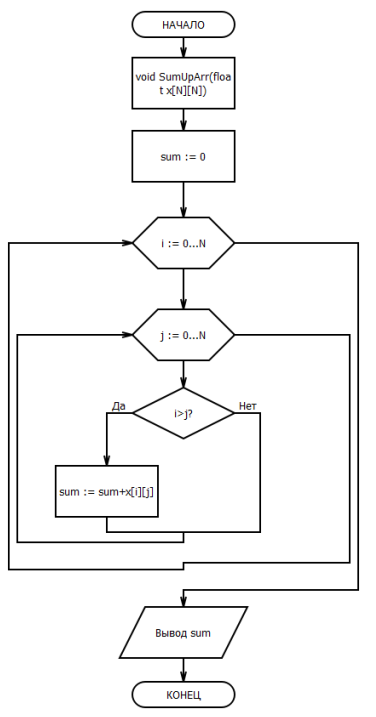 НАЧАЛО
void SumUpArr(floa
t x[N][N])
sum := 0
i := 0...N
j := 0...N
i>j?
Да
Нет
sum := sum+x[i][j]
Вывод sum
КОНЕЦ